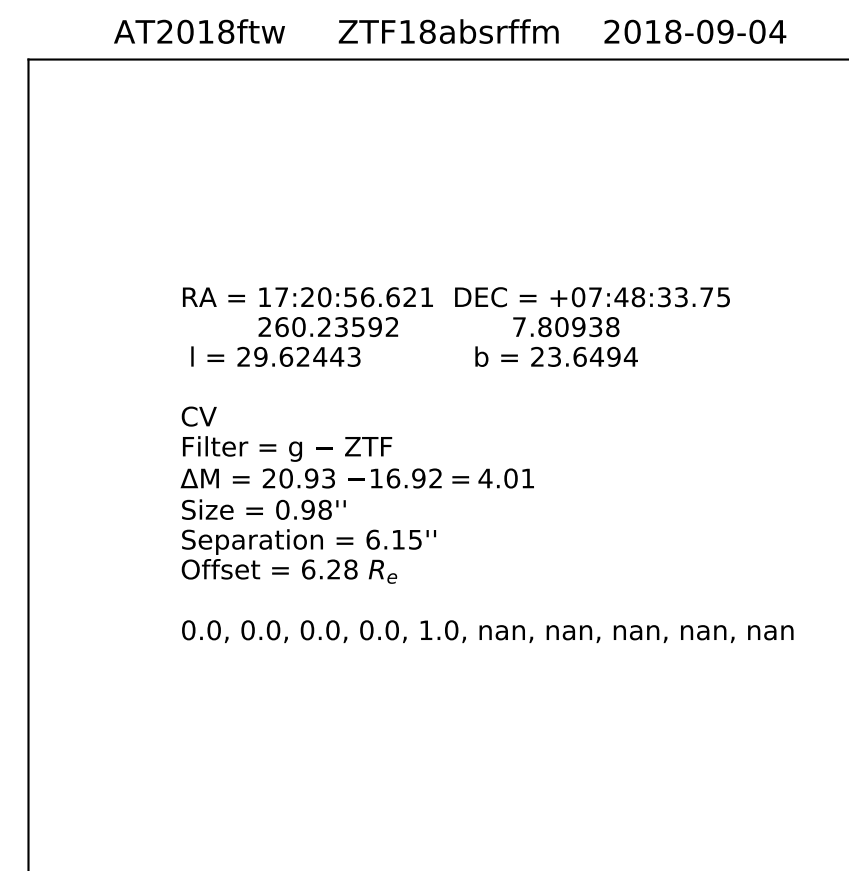 AT2018ftw ZTF18absrffm 2018-09-04
RA = 17:20:56.621 DEC = +07:48:33.75
260.23592 7.80938
l = 29.62443 b = 23.6494
CV
Filter = g − ZTF
ΔM = 20.93 −16.92 = 4.01
Size = 0.98''
Separation = 6.15''
Offset = 6.28 Rₑ
0.0, 0.0, 0.0, 0.0, 1.0, nan, nan, nan, nan, nan